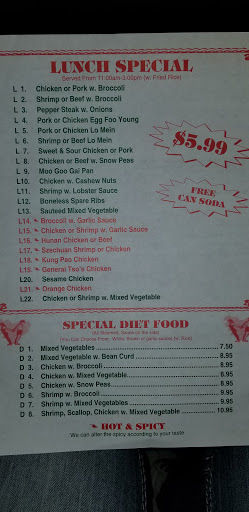 LUNCH SPECIAL
Served From 11:00am-3:00pm (w. Fried Rice)
L 1. Chicken or Pork w. Broccoli
L 2. Shrimp or Beef w. Broccoli
L 3. Pepper Steak w. Onions
L 4. Pork or Chicken Egg Foo Young
L 5. Pork or Chicken Lo Mein
L 6. Shrimp or Beef Lo Mein
L 7. Sweet & Sour Chicken or Pork
L 8. Chicken or Beef w. Snow Peas
L 9. Moo Goo Gai Pan
L10. Chicken w. Cashew Nuts
L11. Shrimp w. Lobster Sauce
L12. Boneless Spare Ribs
L13. Sauteed Mixed Vegetable
L14. Broccoli w. Garlic Sauce
L15. Chicken or Shrimp w. Garlic Sauce
L16. Hunan Chicken or Beef
L17. Szechuan Shrimp or Chicken
L18. Kung Pao Chicken
L19. General Tso's Chicken
L20. Sesame Chicken
L21. Orange Chicken
L22. Chicken or Shrimp w. Mixed Vegetable
$5.99
FREE
CAN SODA
SPECIAL DIET FOOD
D 1. Mixed Vegetables 7.50
D 2. Mixed Vegetable w. Bean Curd 8.95
D 3. Chicken w. Broccoli 8.95
D 4. Chicken w. Mixed Vegetable 8.95
D 5. Chicken w. Snow Peas 8.95
D 6. Shrimp w. Broccoli 9.95
D 7. Shrimp w. Mixed Vegetables 9.95
D 8. Shrimp, Scallop, Chicken w. Mixed Vegetable 10.95
HOT & SPICY
We can alter the spicy according to your taste